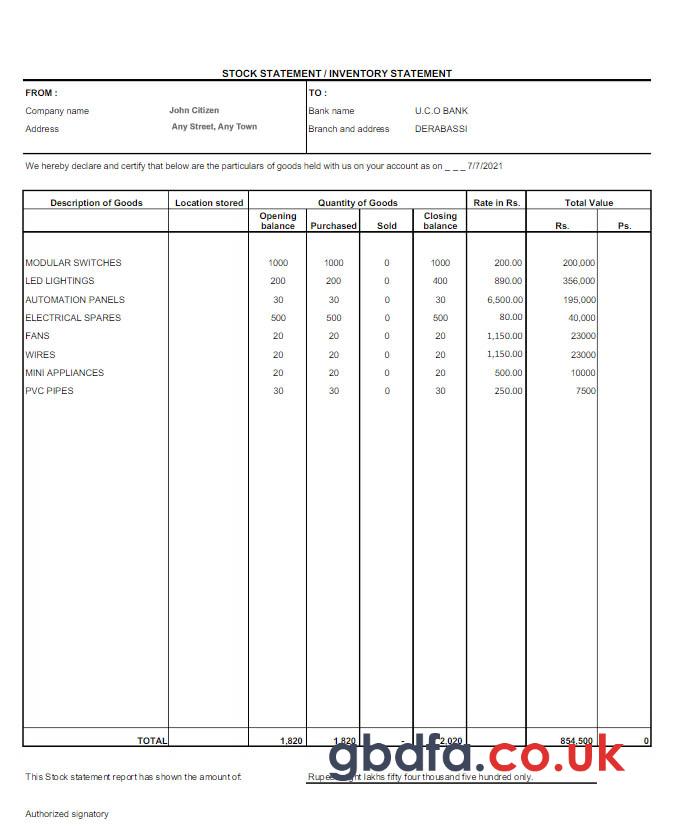 STOCK STATEMENT / INVENTORY STATEMENT
FROM : TO :
Company name John Citizen Bank name U.C.O BANK
Address Any Street, Any Town Branch and address DERABASSI
We hereby declare and certify that below are the particulars of goods held with us on your account as on _ _ _ 7/7/2021
Description of Goods Location stored Quantity of Goods Rate in Rs. Total Value
Opening balance Purchased Sold Closing balance Rs. Ps.
MODULAR SWITCHES 1000 1000 0 1000 200.00 200,000
LED LIGHTINGS 200 200 0 400 890.00 356,000
AUTOMATION PANELS 30 30 0 30 6,500.00 195,000
ELECTRICAL SPARES 500 500 0 500 80.00 40,000
FANS 20 20 0 20 1,150.00 23000
WIRES 20 20 0 20 1,150.00 23000
MINI APPLIANCES 20 20 0 20 500.00 10000
PVC PIPES 30 30 0 30 250.00 7500
TOTAL 1,820 1,820 - 2,020 854,500 0
gbdfa.co.uk
This Stock statement report has shown the amount of: Rupees eight lakhs fifty four thousand five hundred only.
Authorized signatory